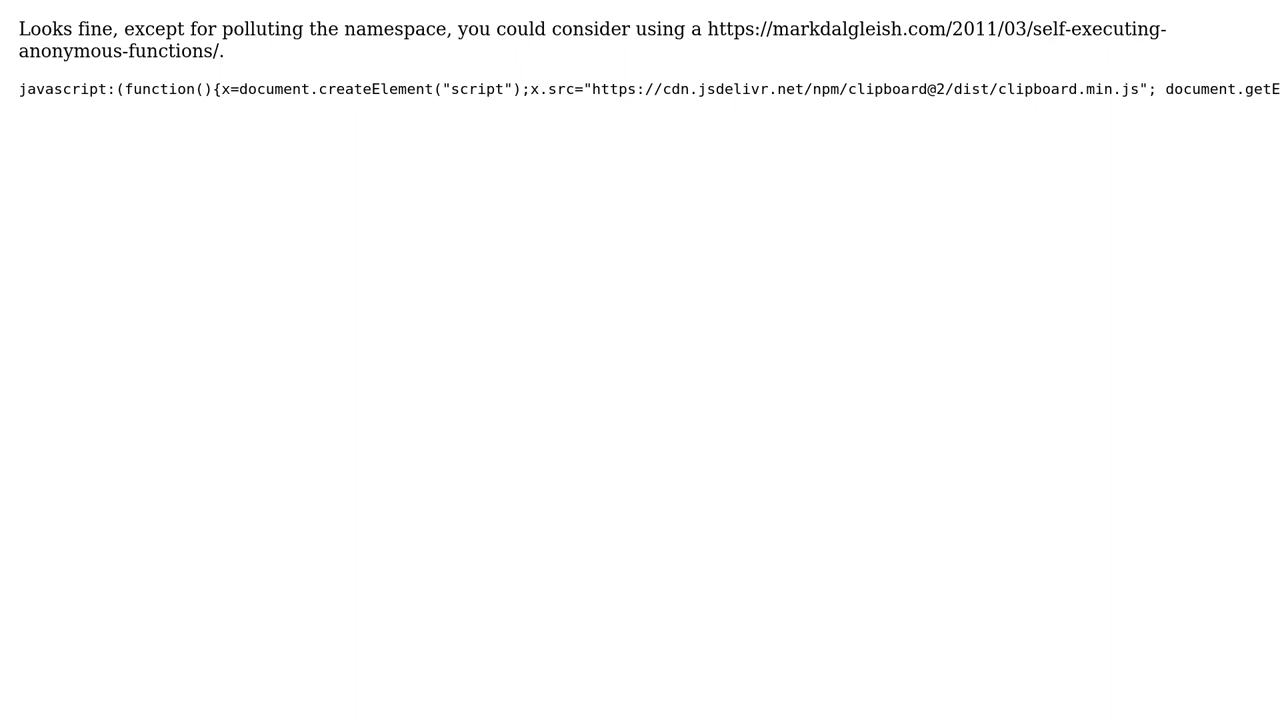 Looks fine, except for polluting the namespace, you could consider using a https://markdalgleish.com/2011/03/self-executing-
anonymous-functions/.
javascript:(function(){x=document.createElement("script");x.src="https://cdn.jsdelivr.net/npm/clipboard@2/dist/clipboard.min.js"; document.getE